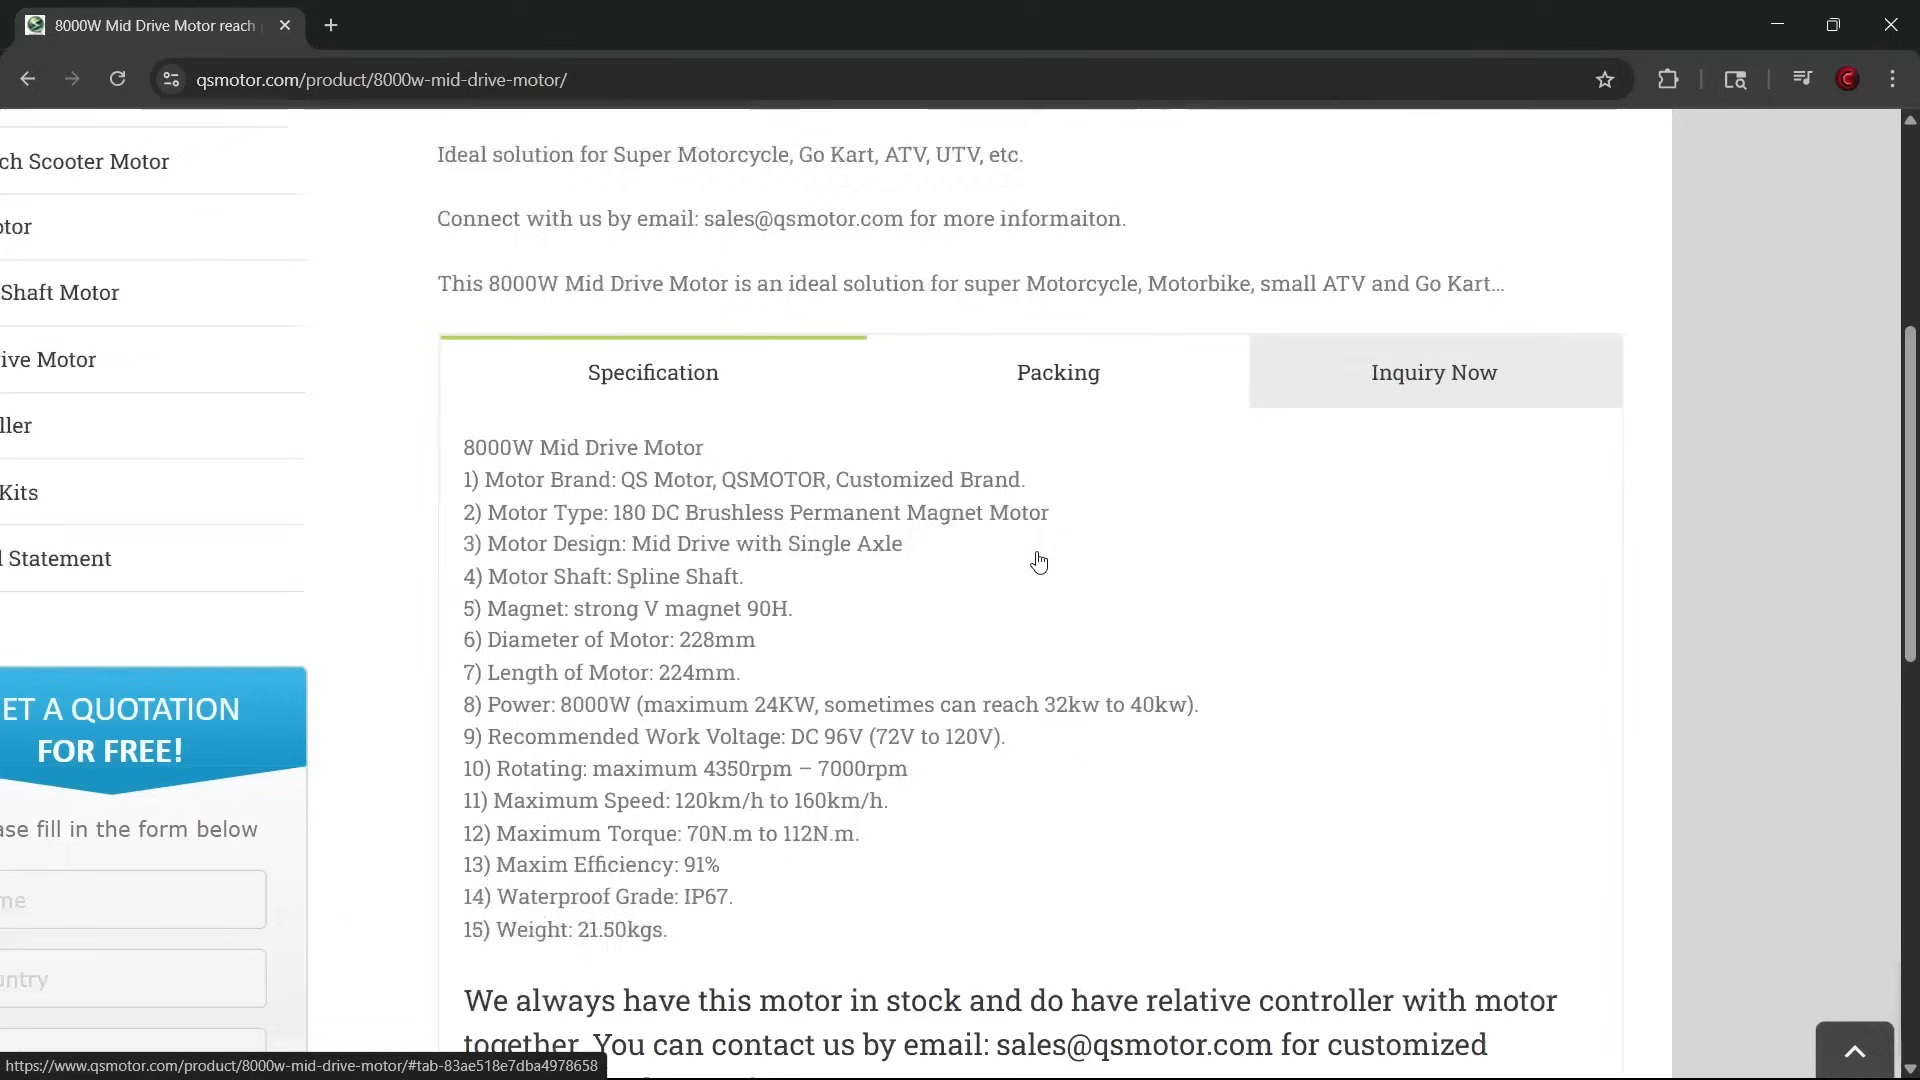 8000W Mid Drive Motor reach
qsmotor.com/product/8000w-mid-drive-motor/
ch Scooter Motor
otor
Shaft Motor
ive Motor
ller
Kits
l Statement
ET A QUOTATION
FOR FREE!
ase fill in the form below
me
untry
Ideal solution for Super Motorcycle, Go Kart, ATV, UTV, etc.
Connect with us by email: sales@qsmotor.com for more informaiton.
This 8000W Mid Drive Motor is an ideal solution for super Motorcycle, Motorbike, small ATV and Go Kart...
Specification
Packing
Inquiry Now
8000W Mid Drive Motor
1) Motor Brand: QS Motor, QSMOTOR, Customized Brand.
2) Motor Type: 180 DC Brushless Permanent Magnet Motor
3) Motor Design: Mid Drive with Single Axle
4) Motor Shaft: Spline Shaft.
5) Magnet: strong V magnet 90H.
6) Diameter of Motor: 228mm
7) Length of Motor: 224mm.
8) Power: 8000W (maximum 24KW, sometimes can reach 32kw to 40kw).
9) Recommended Work Voltage: DC 96V (72V to 120V).
10) Rotating: maximum 4350rpm – 7000rpm
11) Maximum Speed: 120km/h to 160km/h.
12) Maximum Torque: 70N.m to 112N.m.
13) Maxim Efficiency: 91%
14) Waterproof Grade: IP67.
15) Weight: 21.50kgs.
We always have this motor in stock and do have relative controller with motor
together. You can contact us by email: sales@qsmotor.com for customized
https://www.qsmotor.com/product/8000w-mid-drive-motor/#tab-83ae518e7dba4978658